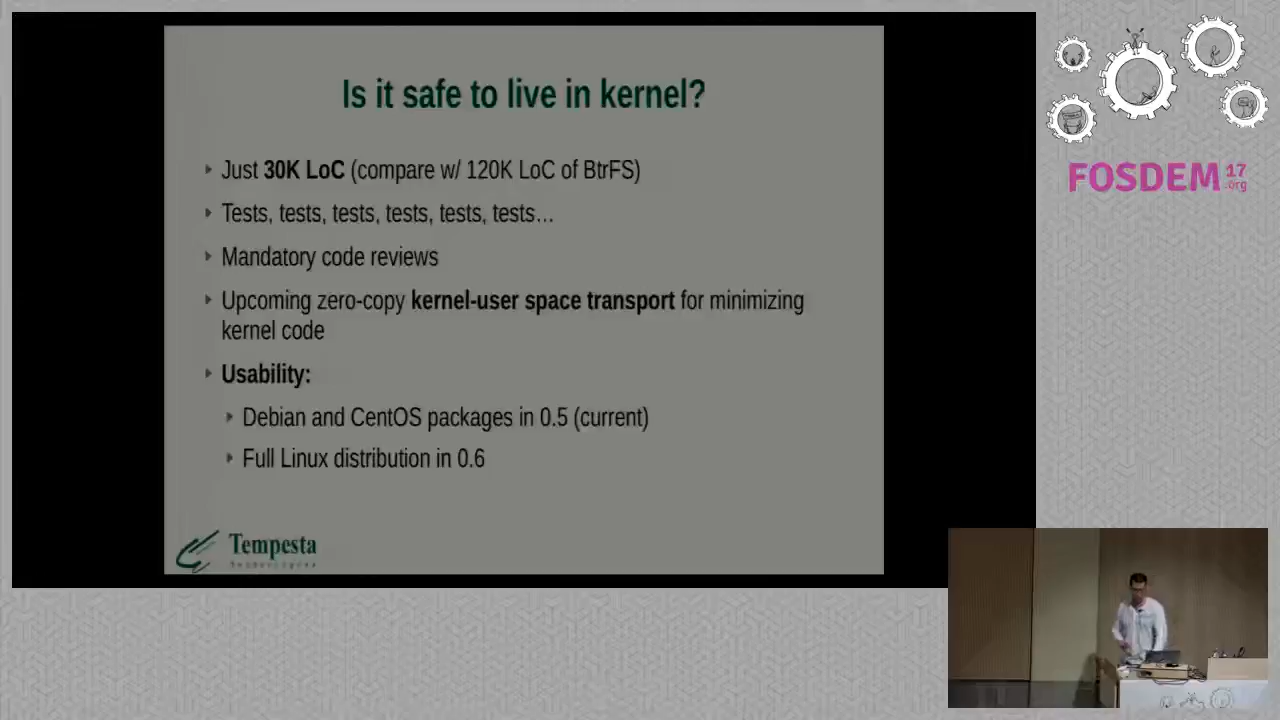 Is it safe to live in kernel?
Just 30K LoC (compare w/ 120K LoC of BtrFS)
Tests, tests, tests, tests, tests, tests…
Mandatory code reviews
Upcoming zero-copy kernel-user space transport for minimizing
kernel code
Usability:
Debian and CentOS packages in 0.5 (current)
Full Linux distribution in 0.6
Tempesta
Technologies
FOSDEM 17
.org